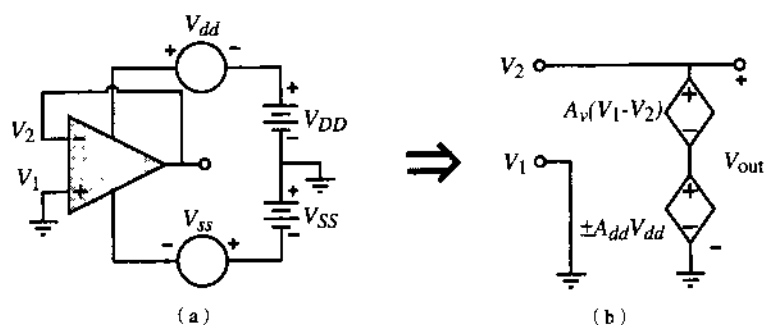 V_dd
+ -
+
V_DD
-
V_2
-
V_1
+
+
V_SS
-
V_ss
- +
(a)
⇒
V_2
+
A_v(V_1-V_2)
+
-
V_1
V_out
±A_dd V_dd
+
-
-
(b)